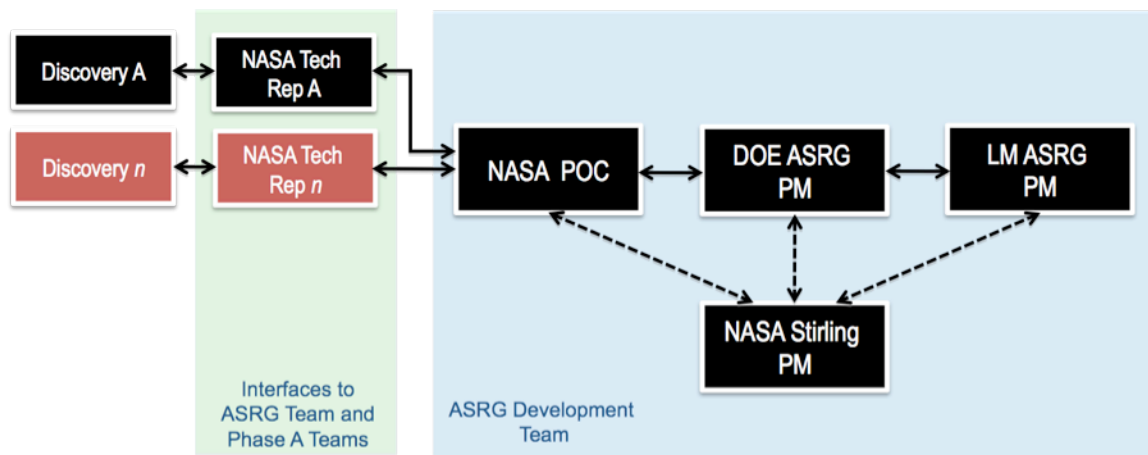 Discovery A
NASA Tech
Rep A
Discovery n
NASA Tech
Rep n
NASA POC
DOE ASRG
PM
LM ASRG
PM
NASA Stirling
PM
Interfaces to
ASRG Team and
Phase A Teams
ASRG Development
Team